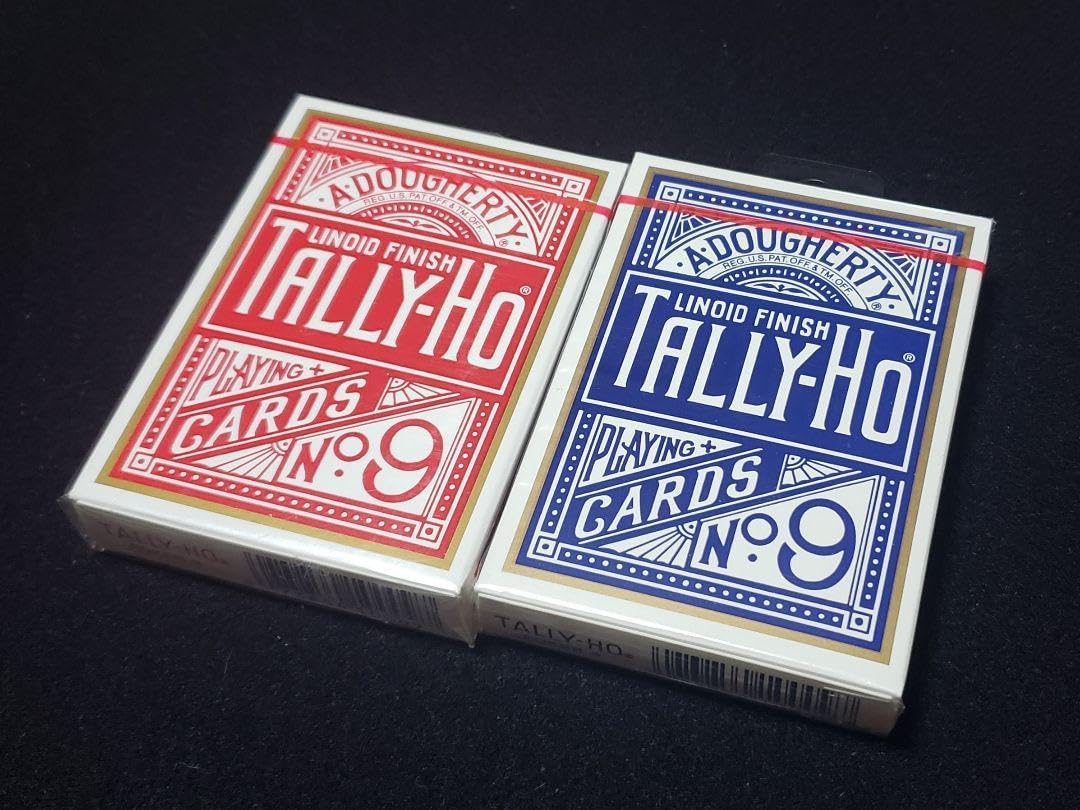 A·DOUGHERTY·®
REG. U.S. PAT. OFF. & TM. OFF.
LINOID FINISH
TALLY-HO®
PLAYING +
CARDS
Nº 9
TALLY-HO®
A·DOUGHERTY·®
REG. U.S. PAT. OFF. & TM. OFF.
LINOID FINISH
TALLY-HO®
PLAYING +
CARDS
Nº 9
TALLY-HO®